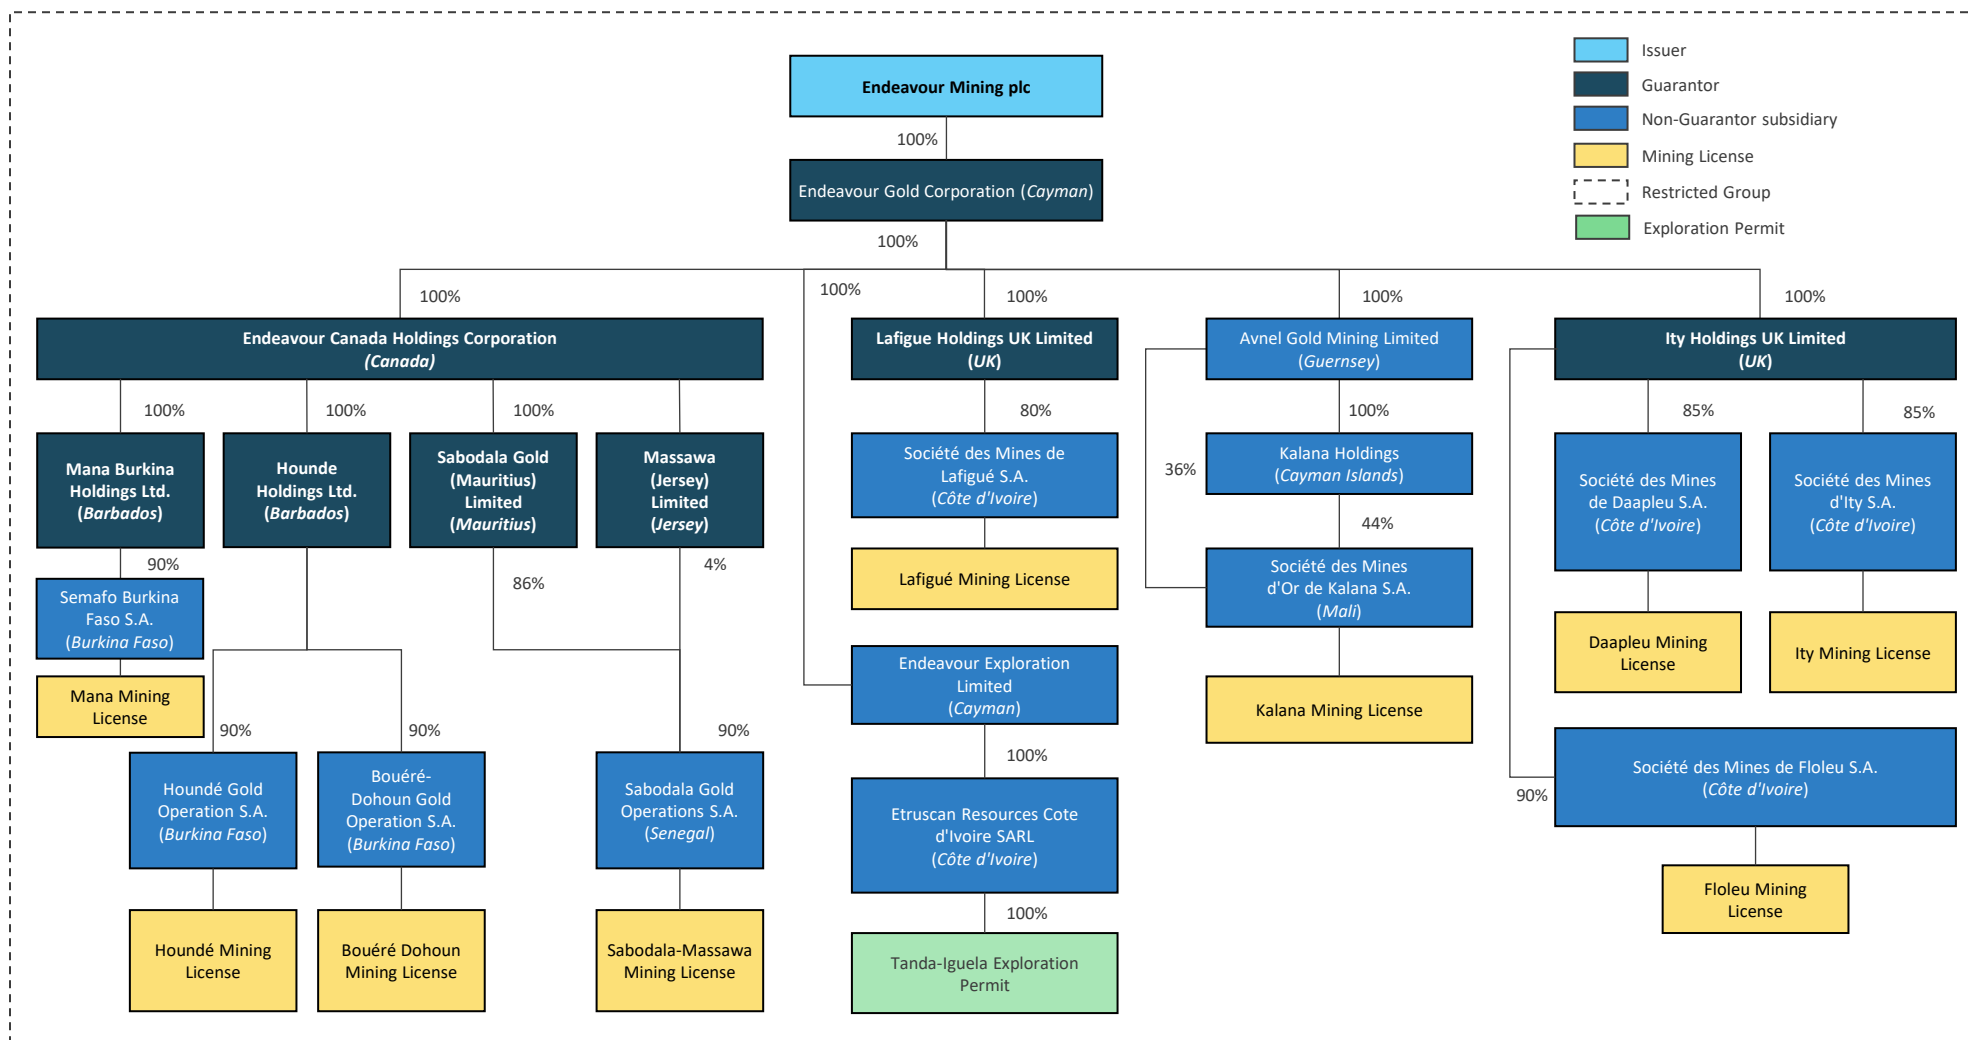 Endeavour Mining plc
100%
Endeavour Gold Corporation (Cayman)
100%
Issuer
Guarantor
Non-Guarantor subsidiary
Mining License
Restricted Group
Exploration Permit
100%
100%
100%
100%
100%
Endeavour Canada Holdings Corporation
(Canada)
100%
100%
100%
Mana Burkina
Holdings Ltd.
(Barbados)
Hounde
Holdings Ltd.
(Barbados)
Sabodala Gold
(Mauritius)
Limited
(Mauritius)
Massawa
(Jersey)
Limited
(Jersey)
90%
86%
4%
Semafo Burkina
Faso S.A.
(Burkina Faso)
Mana Mining
License
90%
90%
90%
Houndé Gold
Operation S.A.
(Burkina Faso)
Bouéré-
Dohoun Gold
Operation S.A.
(Burkina Faso)
Sabodala Gold
Operations S.A.
(Senegal)
Houndé Mining
License
Bouéré Dohoun
Mining License
Sabodala-Massawa
Mining License
Lafigue Holdings UK Limited
(UK)
80%
Société des Mines de
Lafigué S.A.
(Côte d'Ivoire)
Lafigué Mining License
Endeavour Exploration
Limited
(Cayman)
100%
Etruscan Resources Cote
d'Ivoire SARL
(Côte d'Ivoire)
100%
Tanda-Iguela Exploration
Permit
Avnel Gold Mining Limited
(Guernsey)
100%
36%
Kalana Holdings
(Cayman Islands)
44%
Société des Mines
d'Or de Kalana S.A.
(Mali)
Kalana Mining License
Ity Holdings UK Limited
(UK)
85%
85%
Société des Mines
de Daapleu S.A.
(Côte d'Ivoire)
Société des Mines
d'Ity S.A.
(Côte d'Ivoire)
Daapleu Mining
License
Ity Mining License
90%
Société des Mines de Floleu S.A.
(Côte d'Ivoire)
Floleu Mining
License